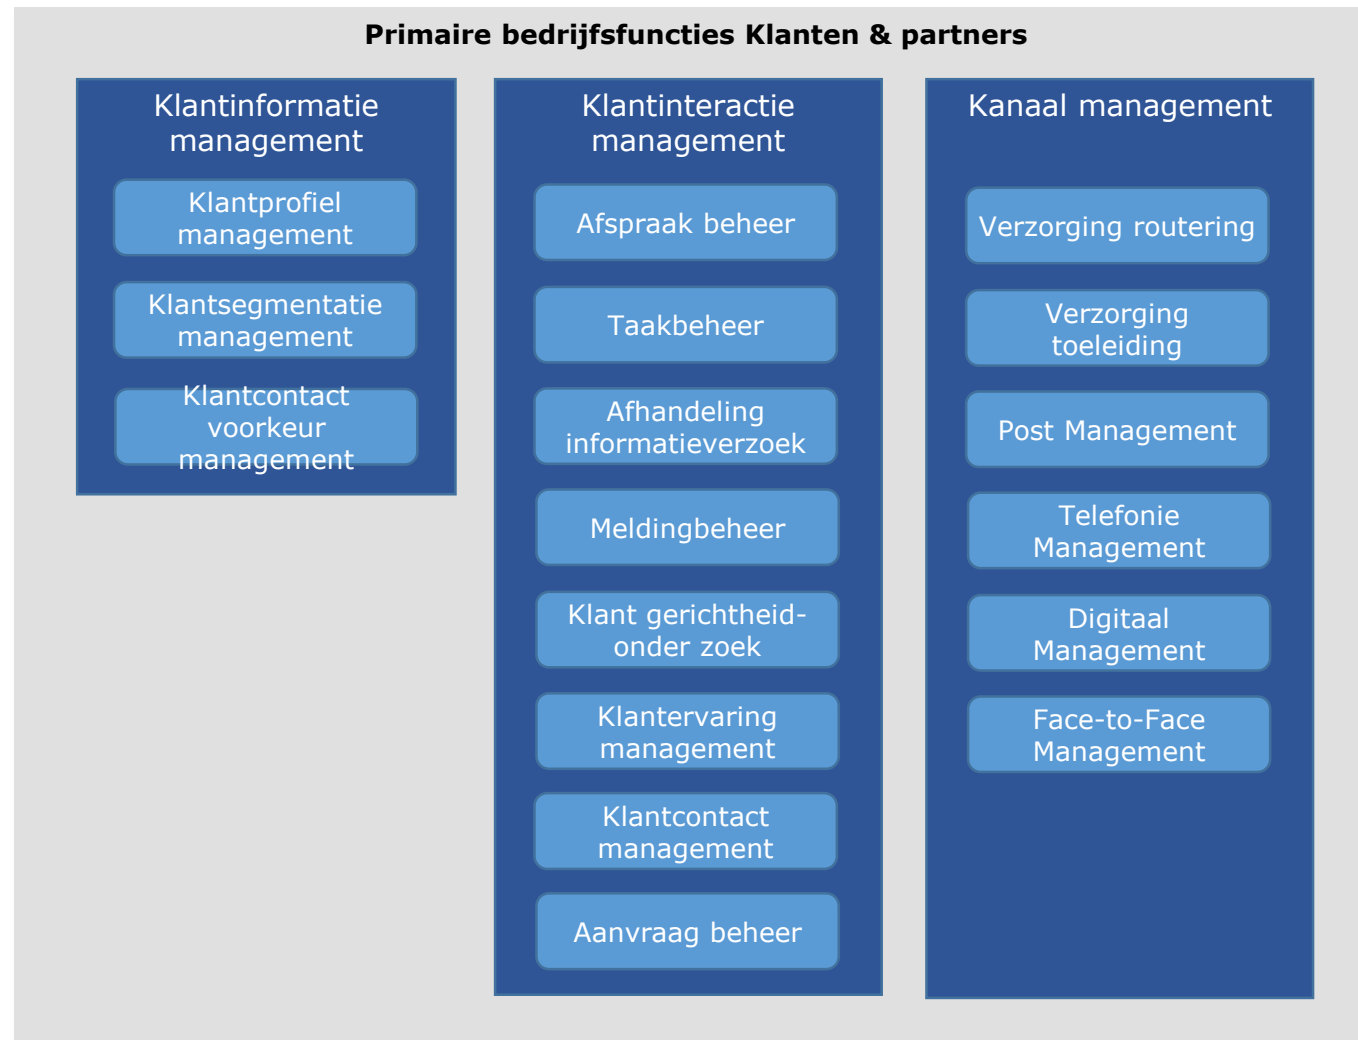 Primaire bedrijfsfuncties Klanten & partners
Klantinformatie
management
Klantprofiel
management
Klantsegmentatie
management
Klantcontact
voorkeur
management
Klantinteractie
management
Afspraak beheer
Taakbeheer
Afhandeling
informatieverzoek
Meldingbeheer
Klant gerichtheid-
onder zoek
Klantervaring
management
Klantcontact
management
Aanvraag beheer
Kanaal management
Verzorging routering
Verzorging
toeleiding
Post Management
Telefonie
Management
Digitaal
Management
Face-to-Face
Management